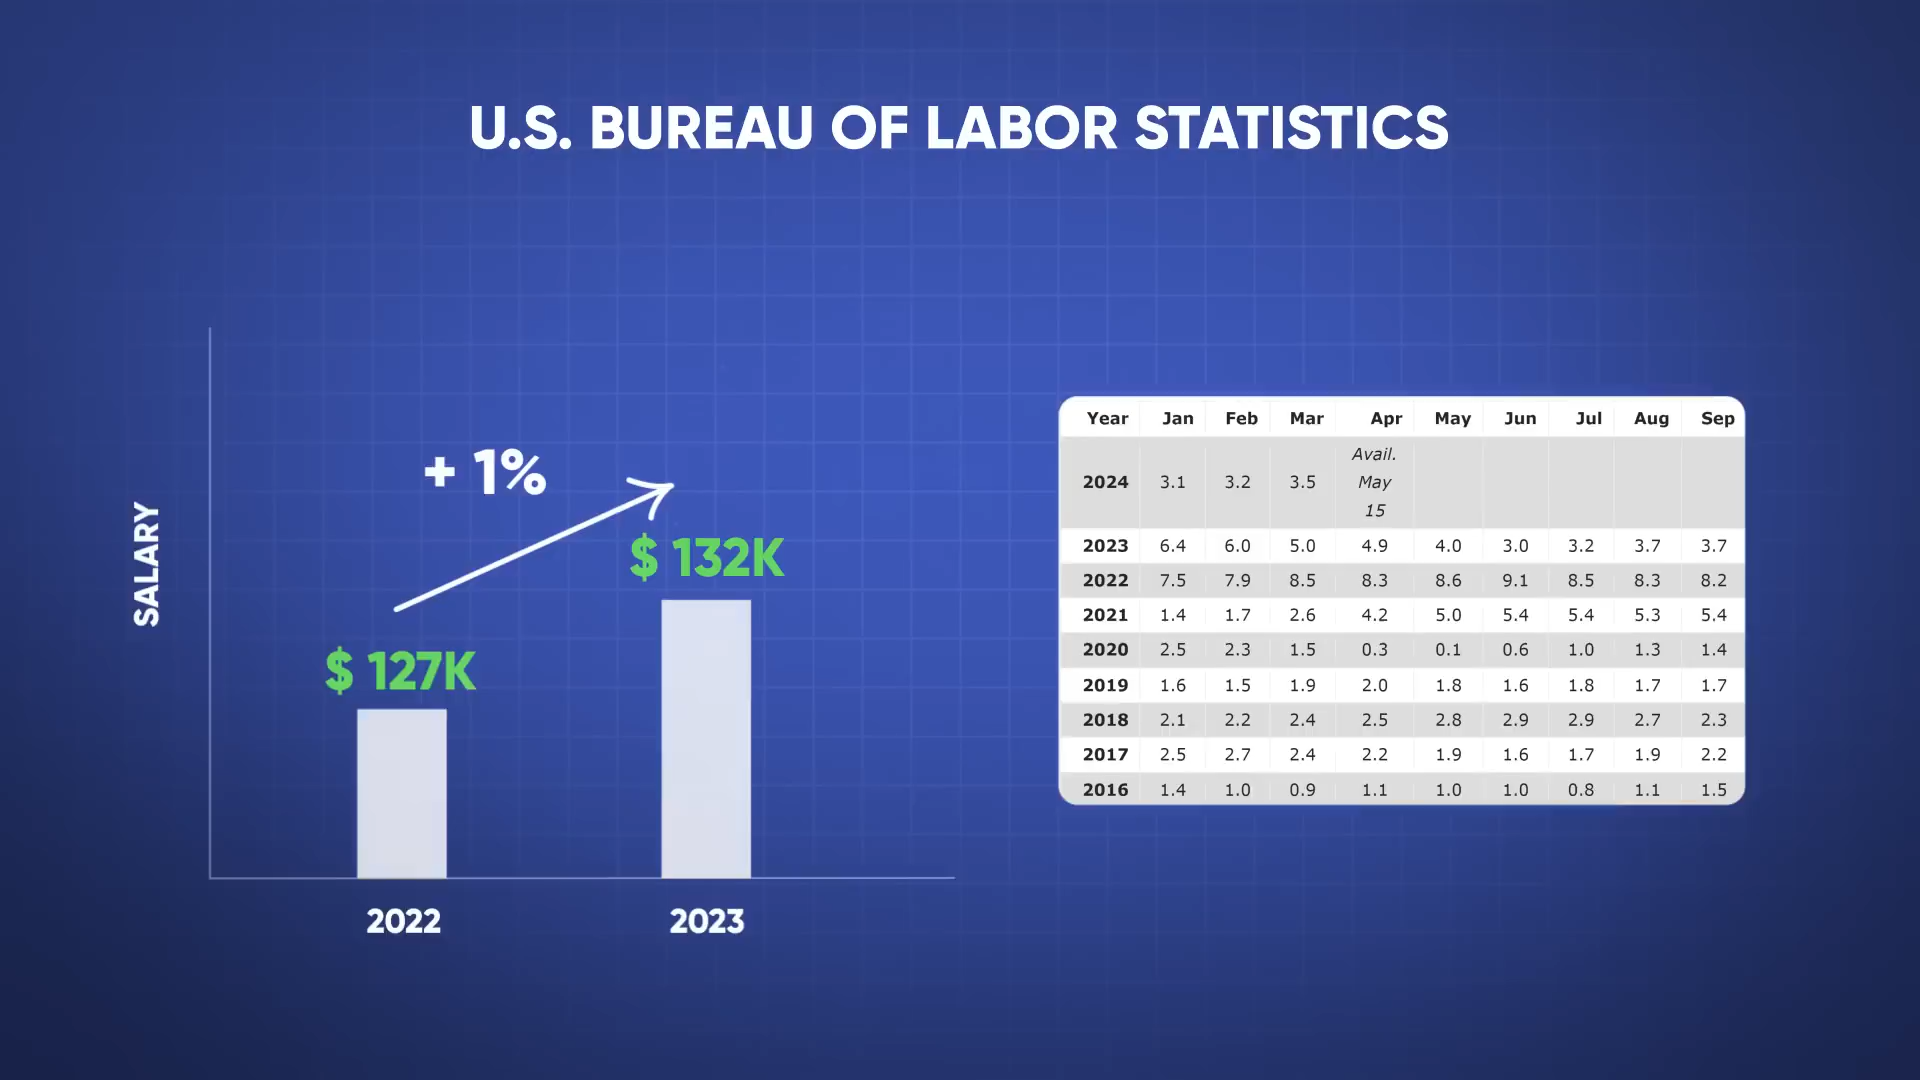 U.S. BUREAU OF LABOR STATISTICS
SALARY
+ 1%
$ 132K
$ 127K
2022 2023
Year Jan Feb Mar Apr May Jun Jul Aug Sep
2024 3.1 3.2 3.5 Avail.
May
15
2023 6.4 6.0 5.0 4.9 4.0 3.0 3.2 3.7 3.7
2022 7.5 7.9 8.5 8.3 8.6 9.1 8.5 8.3 8.2
2021 1.4 1.7 2.6 4.2 5.0 5.4 5.4 5.3 5.4
2020 2.5 2.3 1.5 0.3 0.1 0.6 1.0 1.3 1.4
2019 1.6 1.5 1.9 2.0 1.8 1.6 1.8 1.7 1.7
2018 2.1 2.2 2.4 2.5 2.8 2.9 2.9 2.7 2.3
2017 2.5 2.7 2.4 2.2 1.9 1.6 1.7 1.9 2.2
2016 1.4 1.0 0.9 1.1 1.0 1.0 0.8 1.1 1.5